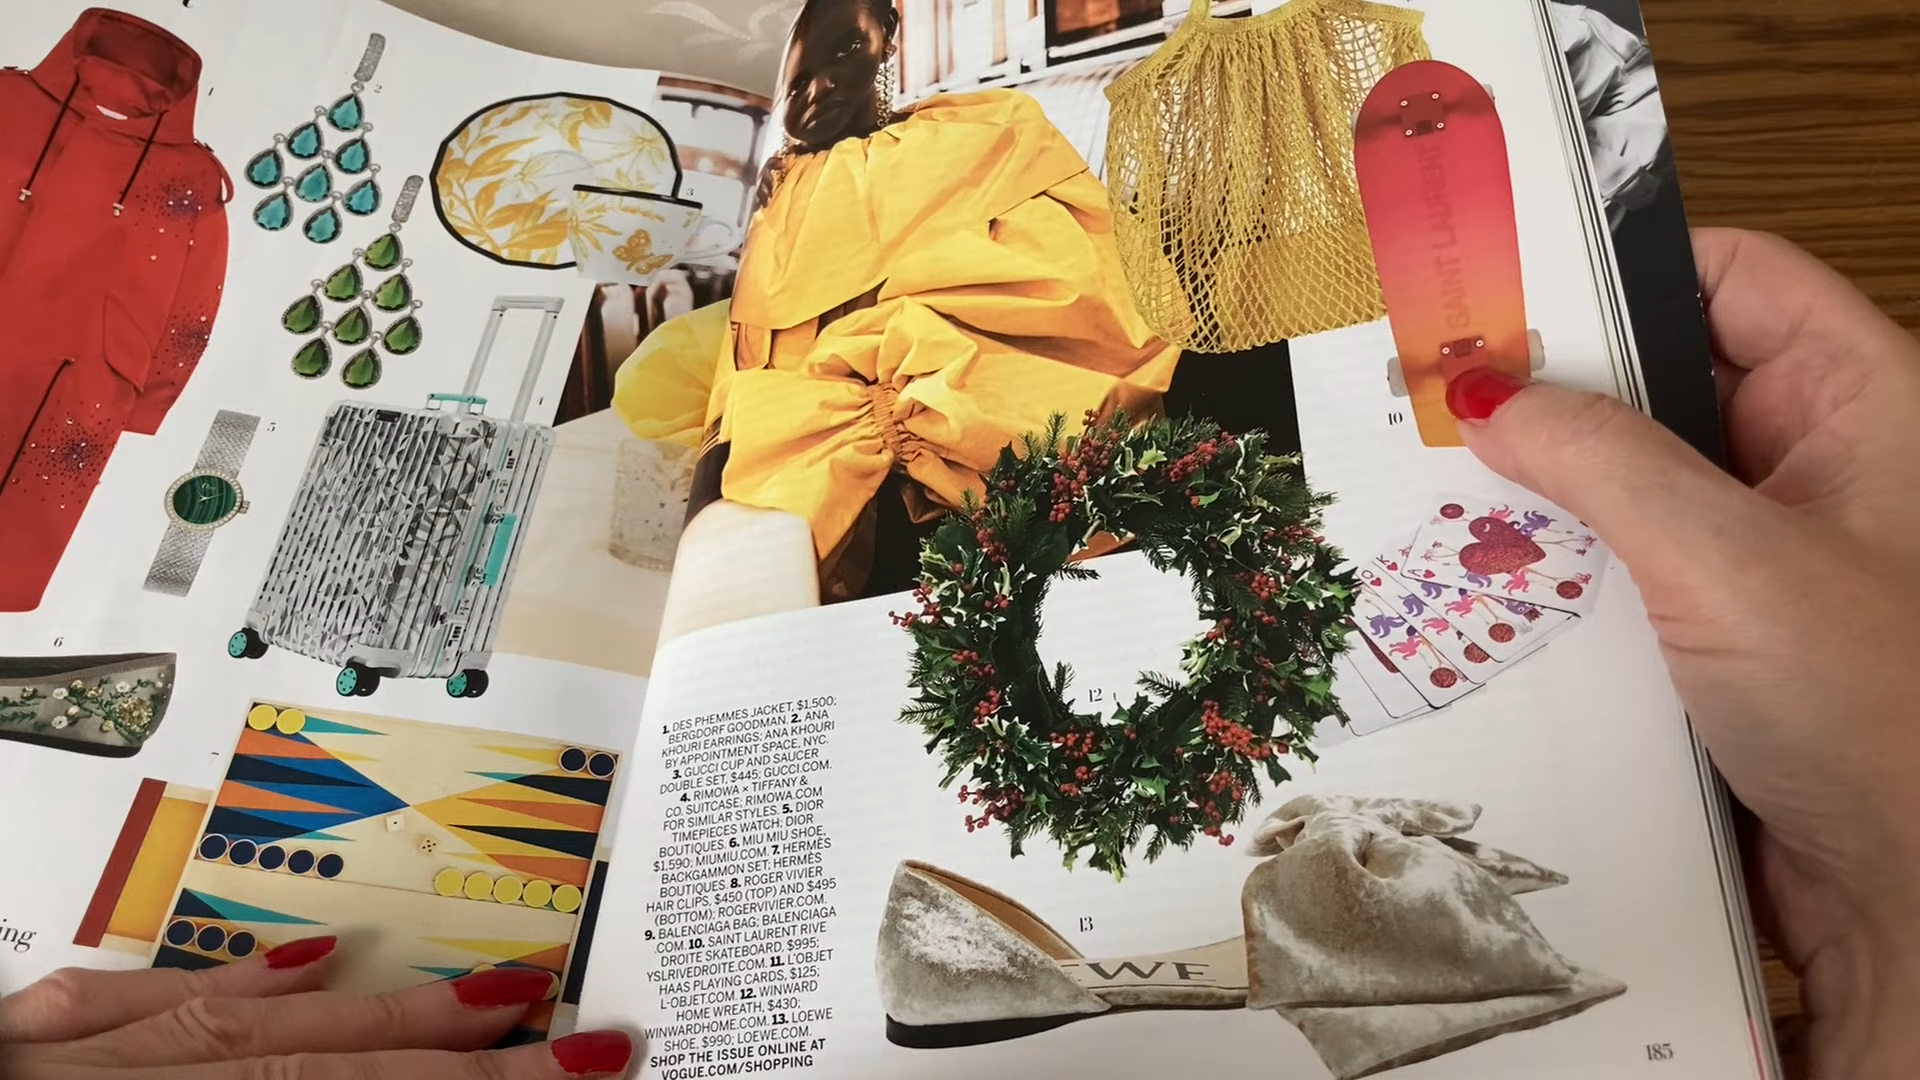 1
2
3
4
5
6
7
ing
SAINT LAURENT
10
12
13
EWE
1. DES PHEMMES JACKET, $1,500;
BERGDORF GOODMAN. 2. ANA
KHOURI EARRINGS; ANA KHOURI
BY APPOINTMENT SPACE, NYC.
3. GUCCI CUP AND SAUCER
DOUBLE SET, $445; GUCCI.COM.
4. RIMOWA × TIFFANY &
CO. SUITCASE; RIMOWA.COM
FOR SIMILAR STYLES. 5. DIOR
TIMEPIECES WATCH; DIOR
BOUTIQUES. 6. MIU MIU SHOE,
$1,590; MIUMIU.COM. 7. HERMÈS
BACKGAMMON SET; HERMÈS
BOUTIQUES. 8. ROGER VIVIER
HAIR CLIPS, $450 (TOP) AND $495
(BOTTOM); ROGERVIVIER.COM.
9. BALENCIAGA BAG; BALENCIAGA
.COM. 10. SAINT LAURENT RIVE
DROITE SKATEBOARD, $995;
YSLRIVEDROITE.COM. 11. L'OBJET
HAAS PLAYING CARDS, $125;
L-OBJET.COM. 12. WINWARD
HOME WREATH, $430;
WINWARDHOME.COM. 13. LOEWE
SHOE, $990; LOEWE.COM.
SHOP THE ISSUE ONLINE AT
VOGUE.COM/SHOPPING
185